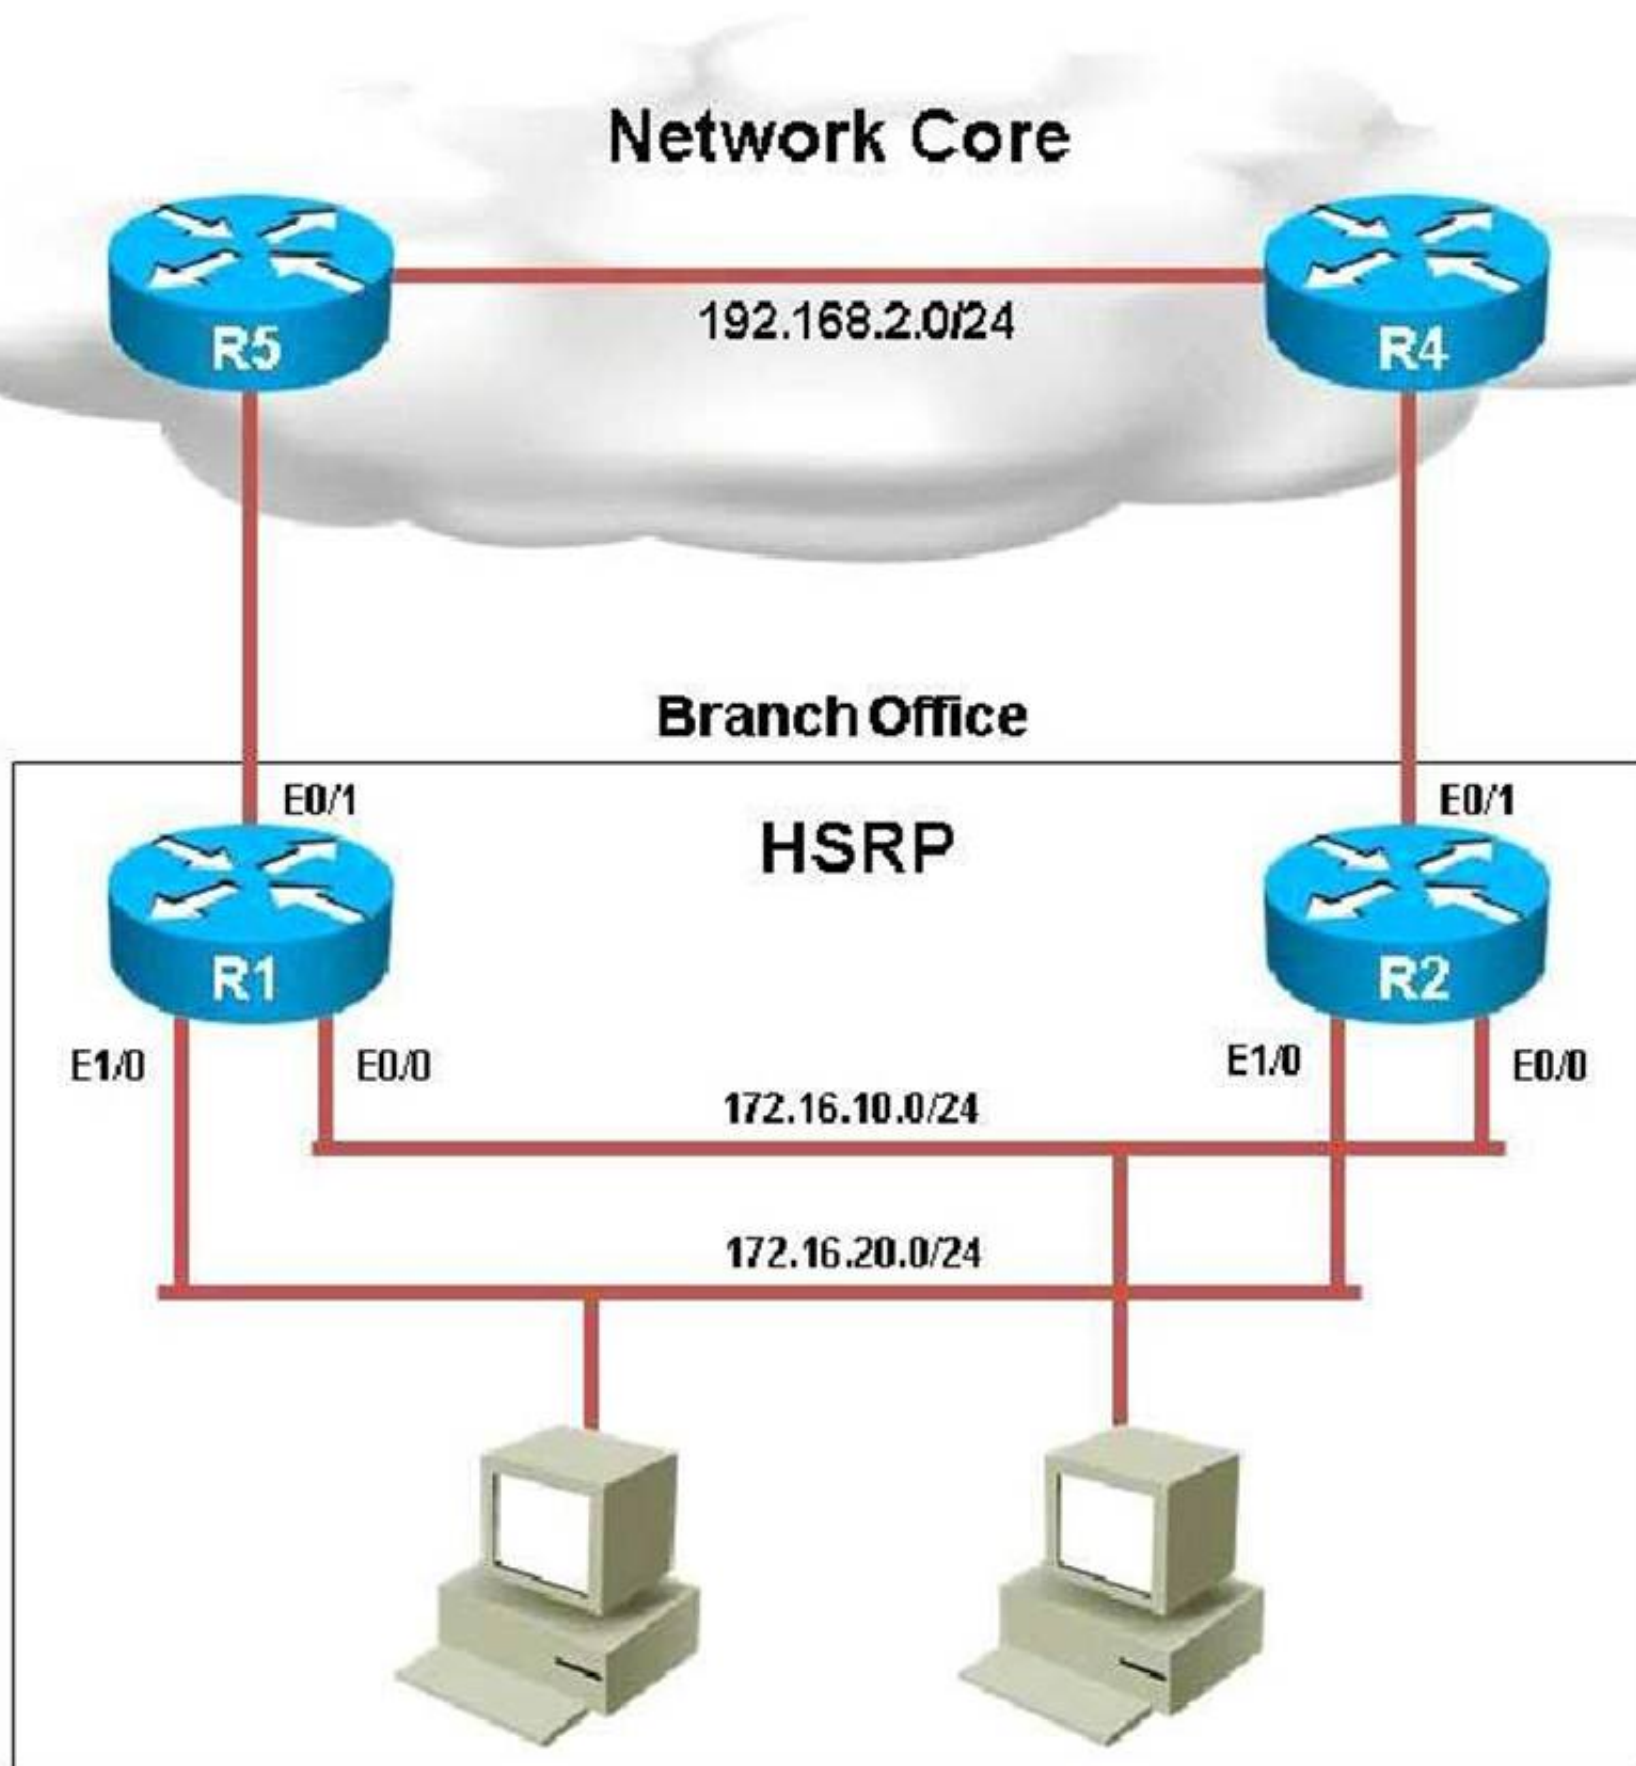 Network Core
192.168.2.0/24
R5
R4
Branch Office
E0/1
E0/1
HSRP
R1
R2
E1/0
E0/0
E1/0
E0/0
172.16.10.0/24
172.16.20.0/24